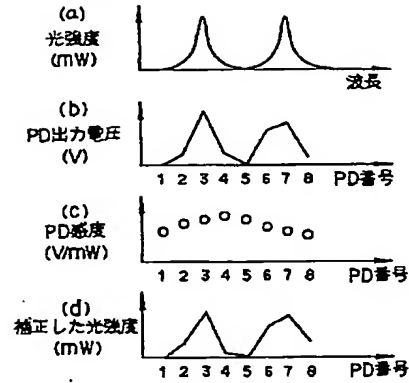 (a)
光強度
(mW)
波長
(b)
PD出力電圧
(V)
1 2 3 4 5 6 7 8 PD番号
(c)
PD感度
(V/mW)
1 2 3 4 5 6 7 8 PD番号
(d)
補正した光強度
(mW)
1 2 3 4 5 6 7 8 PD番号